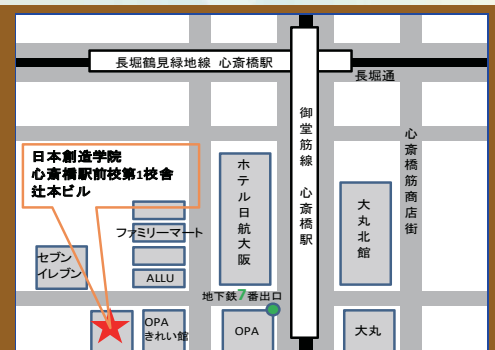 長堀鶴見緑地線 心斎橋駅
長堀通
御堂筋線 心斎橋駅
心斎橋筋商店街
日本創造学院
心斎橋駅前校第1校舎
辻本ビル
ホテル日航大阪
大丸北館
ファミリーマート
セブン
イレブン
ALLU
地下鉄7番出口
OPA
きれい館
OPA
大丸